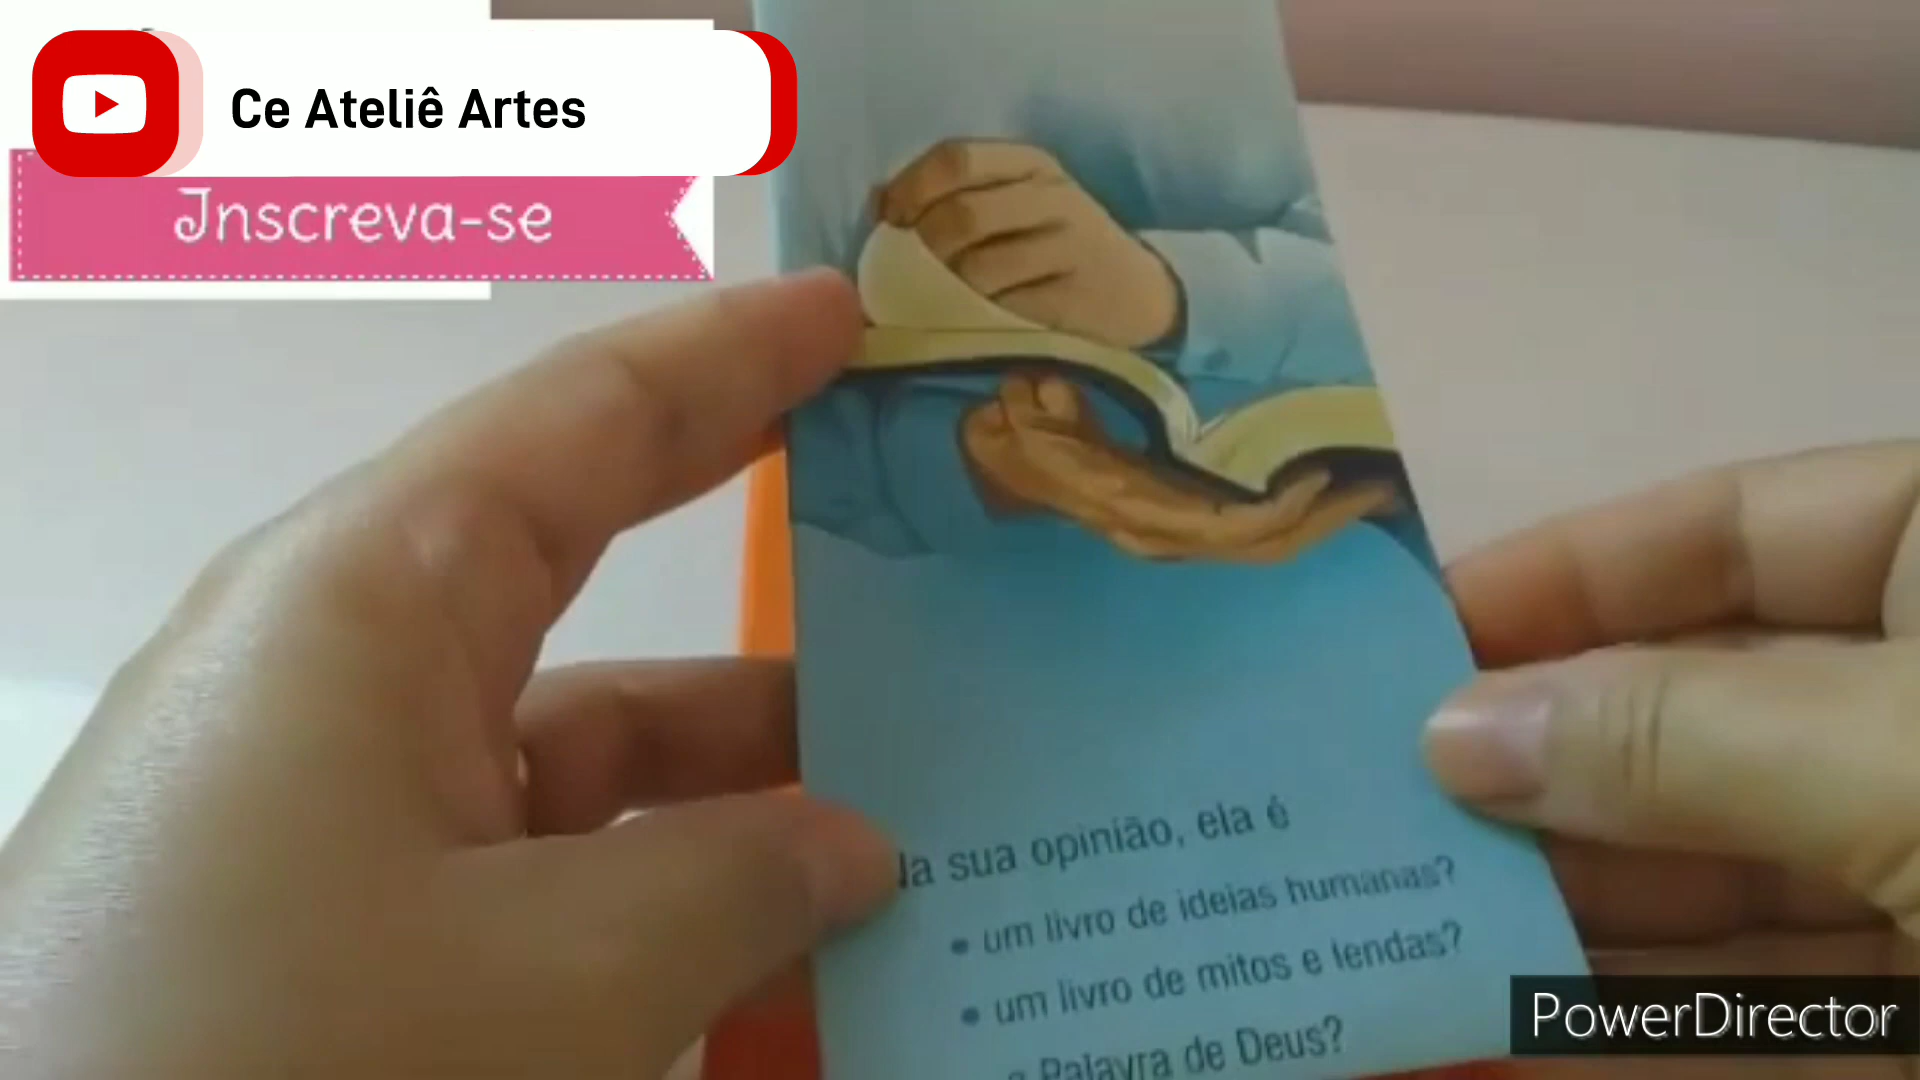 Ce Ateliê Artes
Inscreva-se
sua opinião, ela é
• um livro de ideias humanas?
• um livro de mitos e lendas?
a Palavra de Deus?
PowerDirector